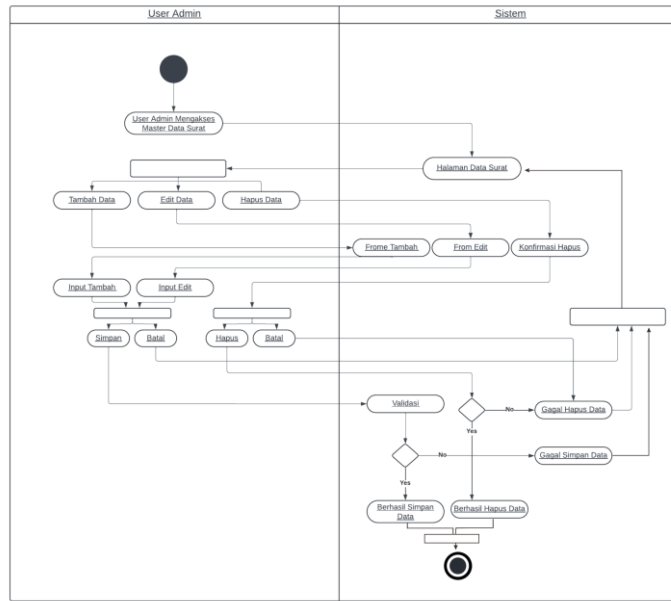 User Admin
Sistem
User Admin Mengakses
Master Data Surat
Halaman Data Surat
Tambah Data
Edit Data
Hapus Data
Frome Tambah
From Edit
Konfirmasi Hapus
Input Tambah
Input Edit
Simpan
Batal
Hapus
Batal
Validasi
No
Gagal Hapus Data
Yes
No
Gagal Simpan Data
Yes
Berhasil Simpan
Data
Berhasil Hapus Data